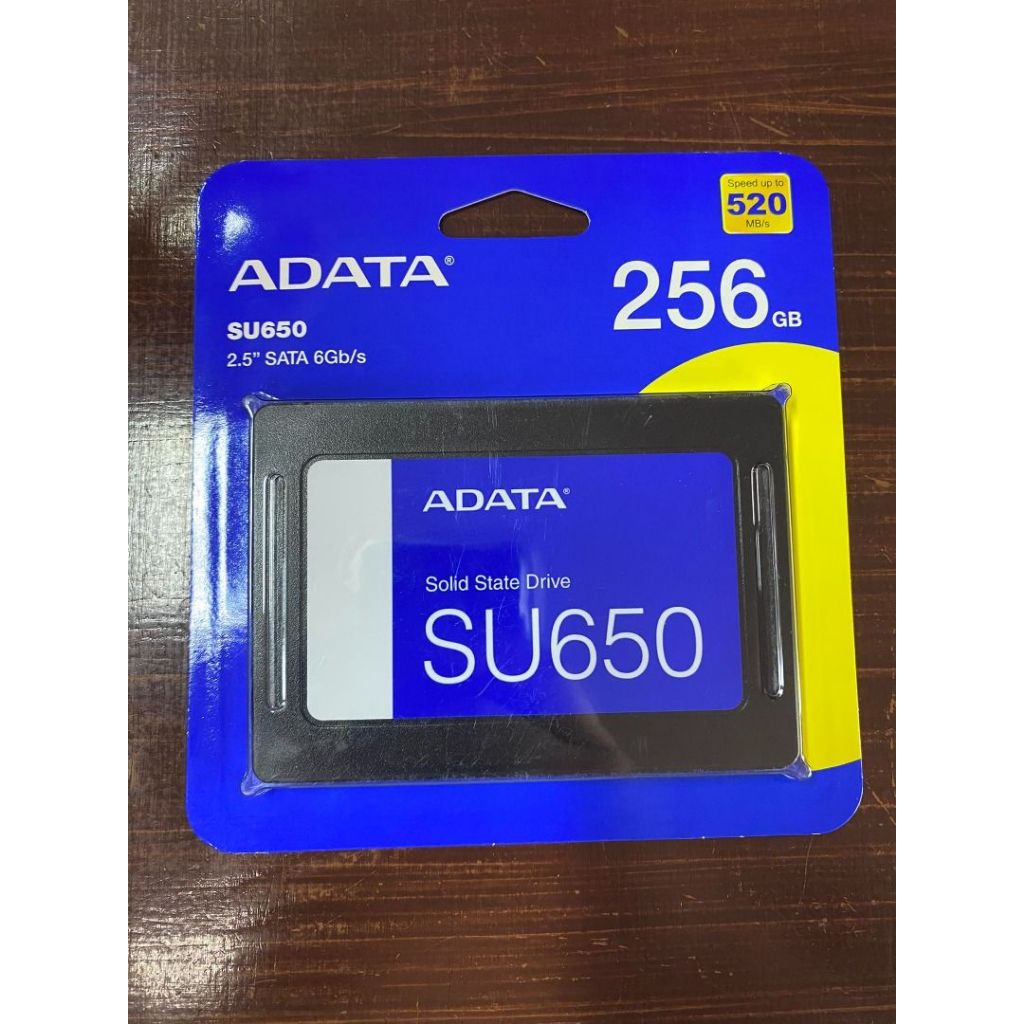 Speed up to
520
MB/s
ADATA®
256GB
SU650
2.5” SATA 6Gb/s
ADATA®
Solid State Drive
SU650